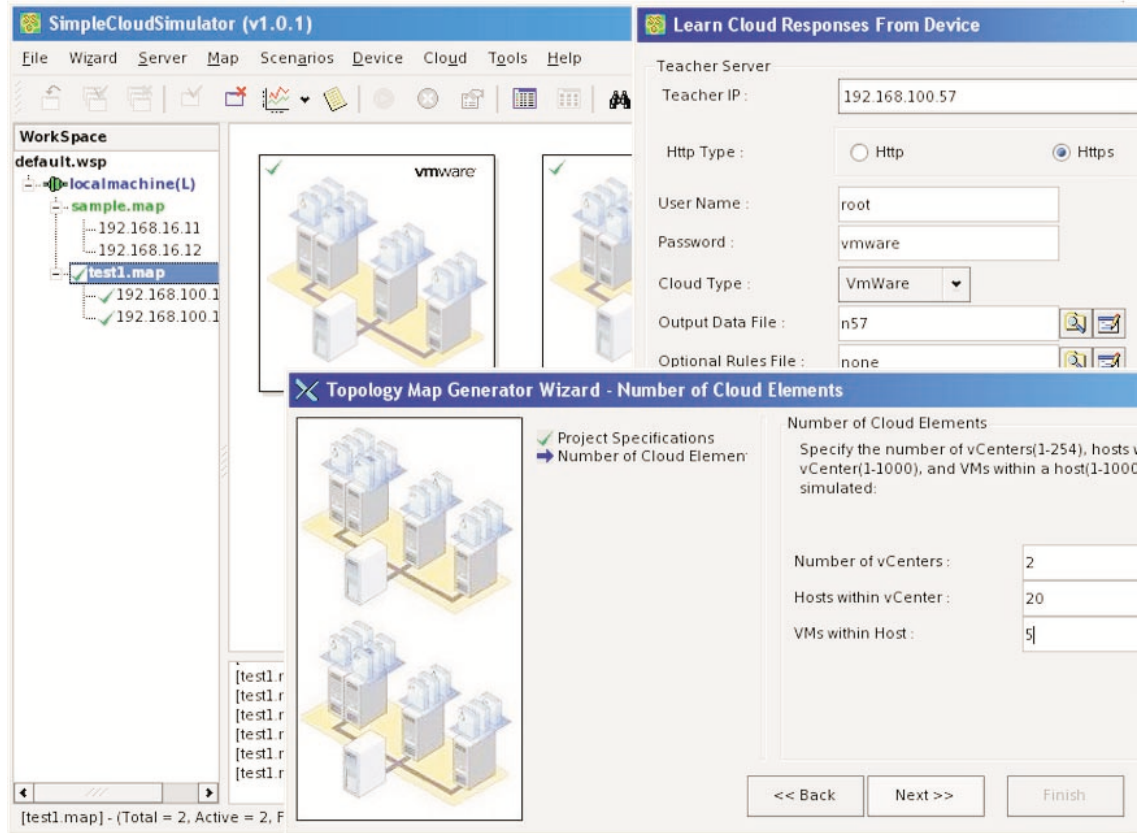 SimpleCloudSimulator (v1.0.1)
File Wizard Server Map Scenarios Device Cloud Tools Help
WorkSpace
default.wsp
localmachine(L)
sample.map
192.168.16.11
192.168.16.12
test1.map
192.168.100.1
192.168.100.1
vmware
[test1.r
[test1.r
[test1.r
[test1.r
[test1.r
[test1.r
[test1.map] - (Total = 2, Active = 2, F
Learn Cloud Responses From Device
Teacher Server
Teacher IP : 192.168.100.57
Http Type : Http Https
User Name : root
Password : vmware
Cloud Type : VmWare
Output Data File : n57
Optional Rules File : none
Topology Map Generator Wizard - Number of Cloud Elements
Project Specifications
Number of Cloud Elemen
Number of Cloud Elements
Specify the number of vCenters(1-254), hosts w
vCenter(1-1000), and VMs within a host(1-1000
simulated:
Number of vCenters : 2
Hosts within vCenter : 20
VMs within Host : 5
<< Back Next >> Finish